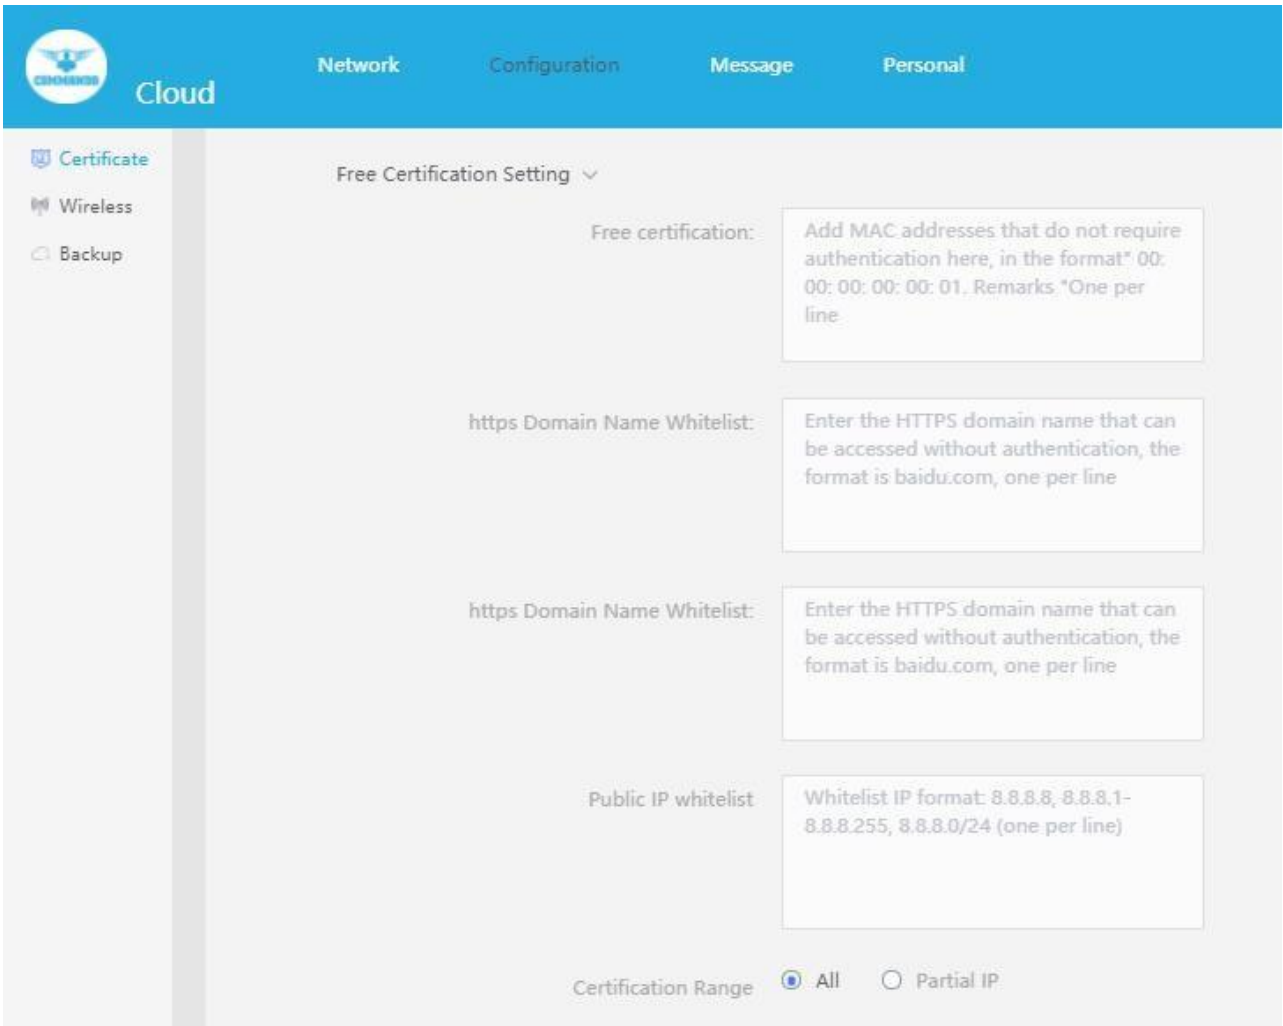 COMMANDO
Cloud
Network
Configuration
Message
Personal
Certificate
Wireless
Backup
Free Certification Setting
Free certification:
Add MAC addresses that do not require
authentication here, in the format" 00:
00: 00: 00: 00: 01. Remarks "One per
line
https Domain Name Whitelist:
Enter the HTTPS domain name that can
be accessed without authentication, the
format is baidu.com, one per line
https Domain Name Whitelist:
Enter the HTTPS domain name that can
be accessed without authentication, the
format is baidu.com, one per line
Public IP whitelist
Whitelist IP format: 8.8.8.8, 8.8.8.1-
8.8.8.255, 8.8.8.0/24 (one per line)
Certification Range
All
Partial IP